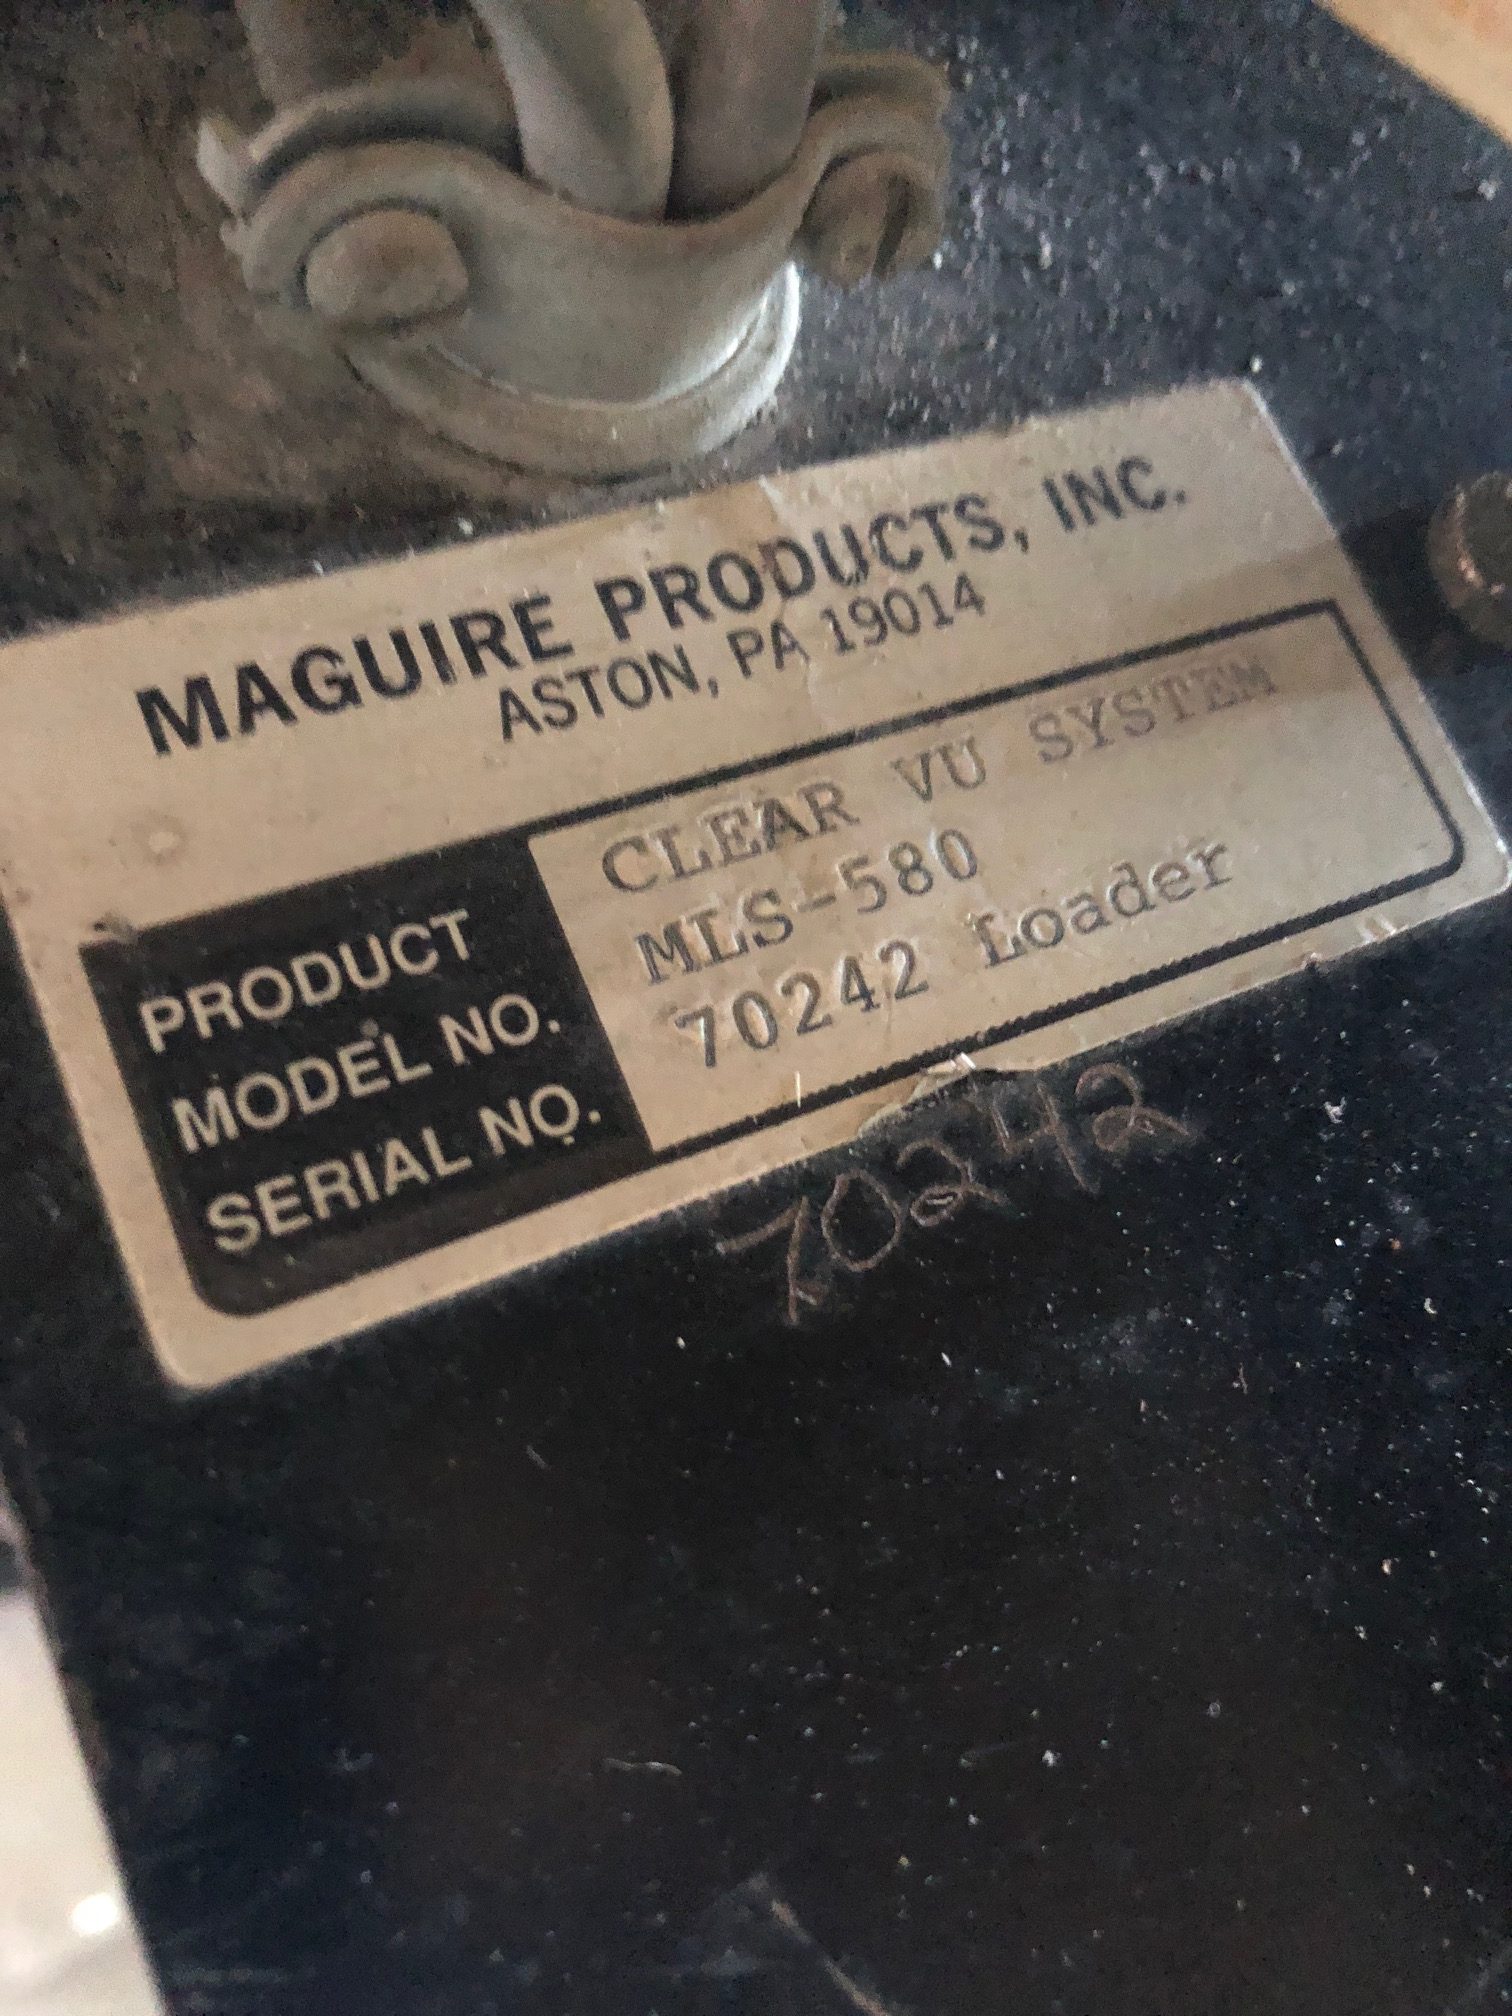 MAGUIRE PRODUCTS, INC.
ASTON, PA 19014
PRODUCT CLEAR VU SYSTEM
MODEL NO. MLS-580
SERIAL NO. 70242 Loader
70242